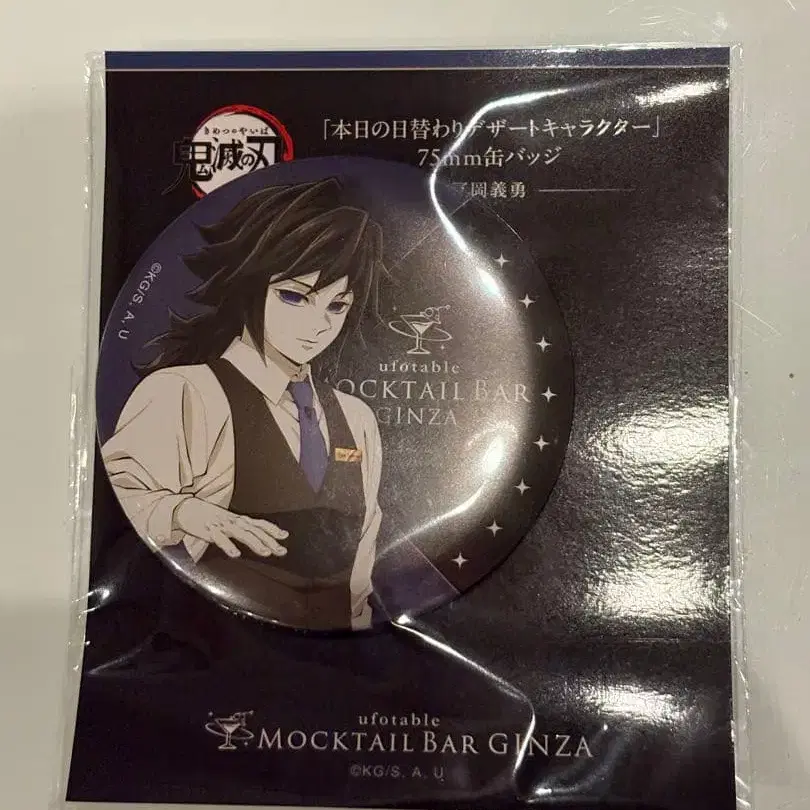 きめつのやいば
鬼滅の刃
「本日の日替わりデザートキャラクター」
75mm缶バッジ
岡義勇
©KG/S. A. U
ufotable
MOCKTAIL BAR
GINZA
ufotable
MOCKTAIL BAR GINZA
©KG/S. A. U